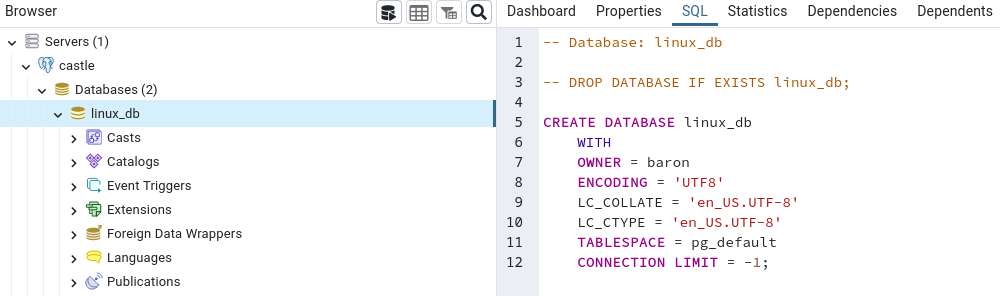 Browser
Servers (1)
castle
Databases (2)
linux_db
Casts
Catalogs
Event Triggers
Extensions
Foreign Data Wrappers
Languages
Publications
Dashboard Properties SQL Statistics Dependencies Dependents
1 -- Database: linux_db
2
3 -- DROP DATABASE IF EXISTS linux_db;
4
5 CREATE DATABASE linux_db
6 WITH
7 OWNER = baron
8 ENCODING = 'UTF8'
9 LC_COLLATE = 'en_US.UTF-8'
10 LC_CTYPE = 'en_US.UTF-8'
11 TABLESPACE = pg_default
12 CONNECTION LIMIT = -1;